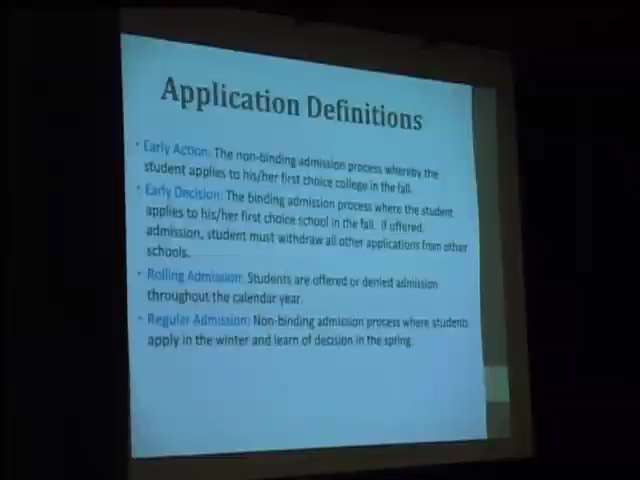 Application Definitions
• Early Action: The non-binding admission process whereby the
student applies to his/her first choice college in the fall.
• Early Decision: The binding admission process where the student
applies to his/her first choice school in the fall. If offered
admission, student must withdraw all other applications from other
schools.
• Rolling Admission: Students are offered or denied admission
throughout the calendar year.
• Regular Admission: Non-binding admission process where students
apply in the winter and learn of decision in the spring.